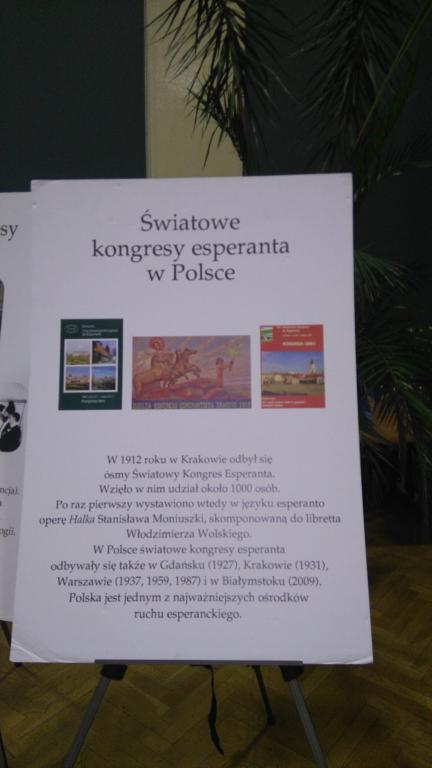 Światowe
kongresy esperanta
w Polsce
W 1912 roku w Krakowie odbył się
ósmy Światowy Kongres Esperanta.
Wzięło w nim udział około 1000 osób.
Po raz pierwszy wystawiono wtedy w języku esperanto
operę Halka Stanisława Moniuszki, skomponowaną do libretta
Włodzimierza Wolskiego.
W Polsce światowe kongresy esperanta
odbywały się także w Gdańsku (1927), Krakowie (1931),
Warszawie (1937, 1959, 1987) i w Białymstoku (2009).
Polska jest jednym z najważniejszych ośrodków
ruchu esperanckiego.
sy
ncja).
ogii.